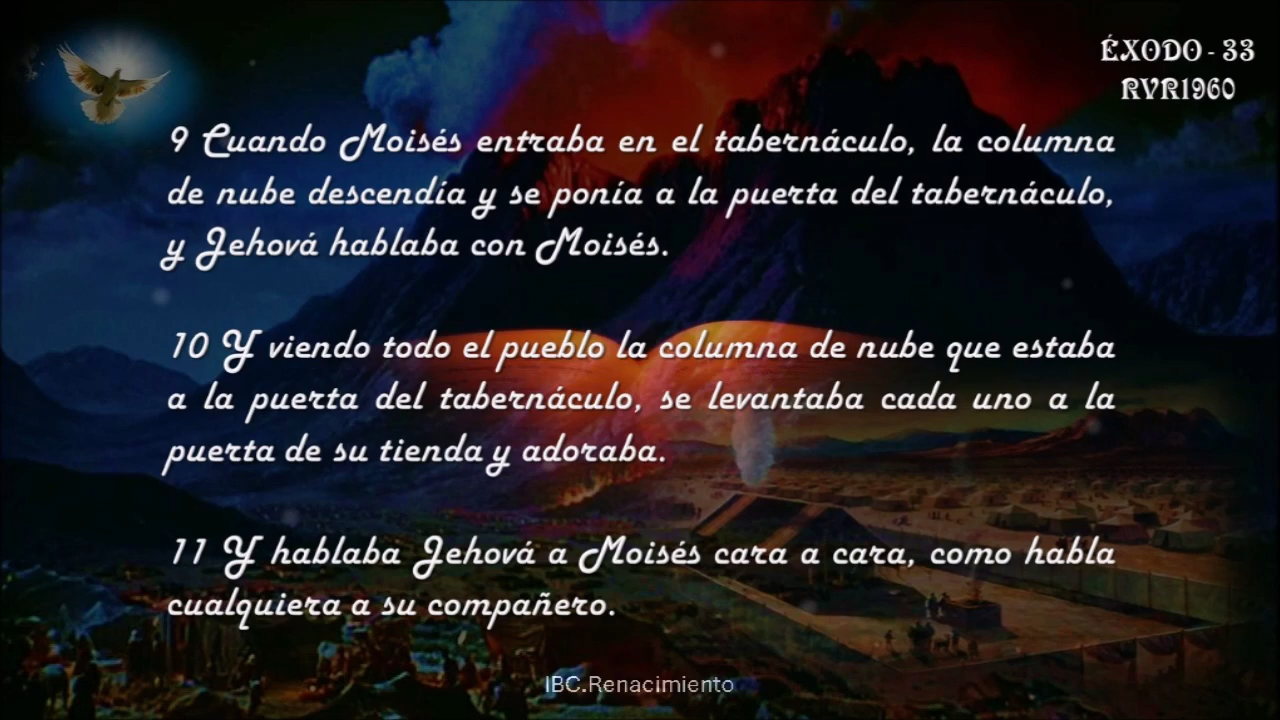 ÉXODO - 33
RVR1960
9 Cuando Moisés entraba en el tabernáculo, la columna
de nube descendía y se ponía a la puerta del tabernáculo,
y Jehová hablaba con Moisés.
10 Y viendo todo el pueblo la columna de nube que estaba
a la puerta del tabernáculo, se levantaba cada uno a la
puerta de su tienda y adoraba.
11 Y hablaba Jehová a Moisés cara a cara, como habla
cualquiera a su compañero.
IBC.Renacimiento